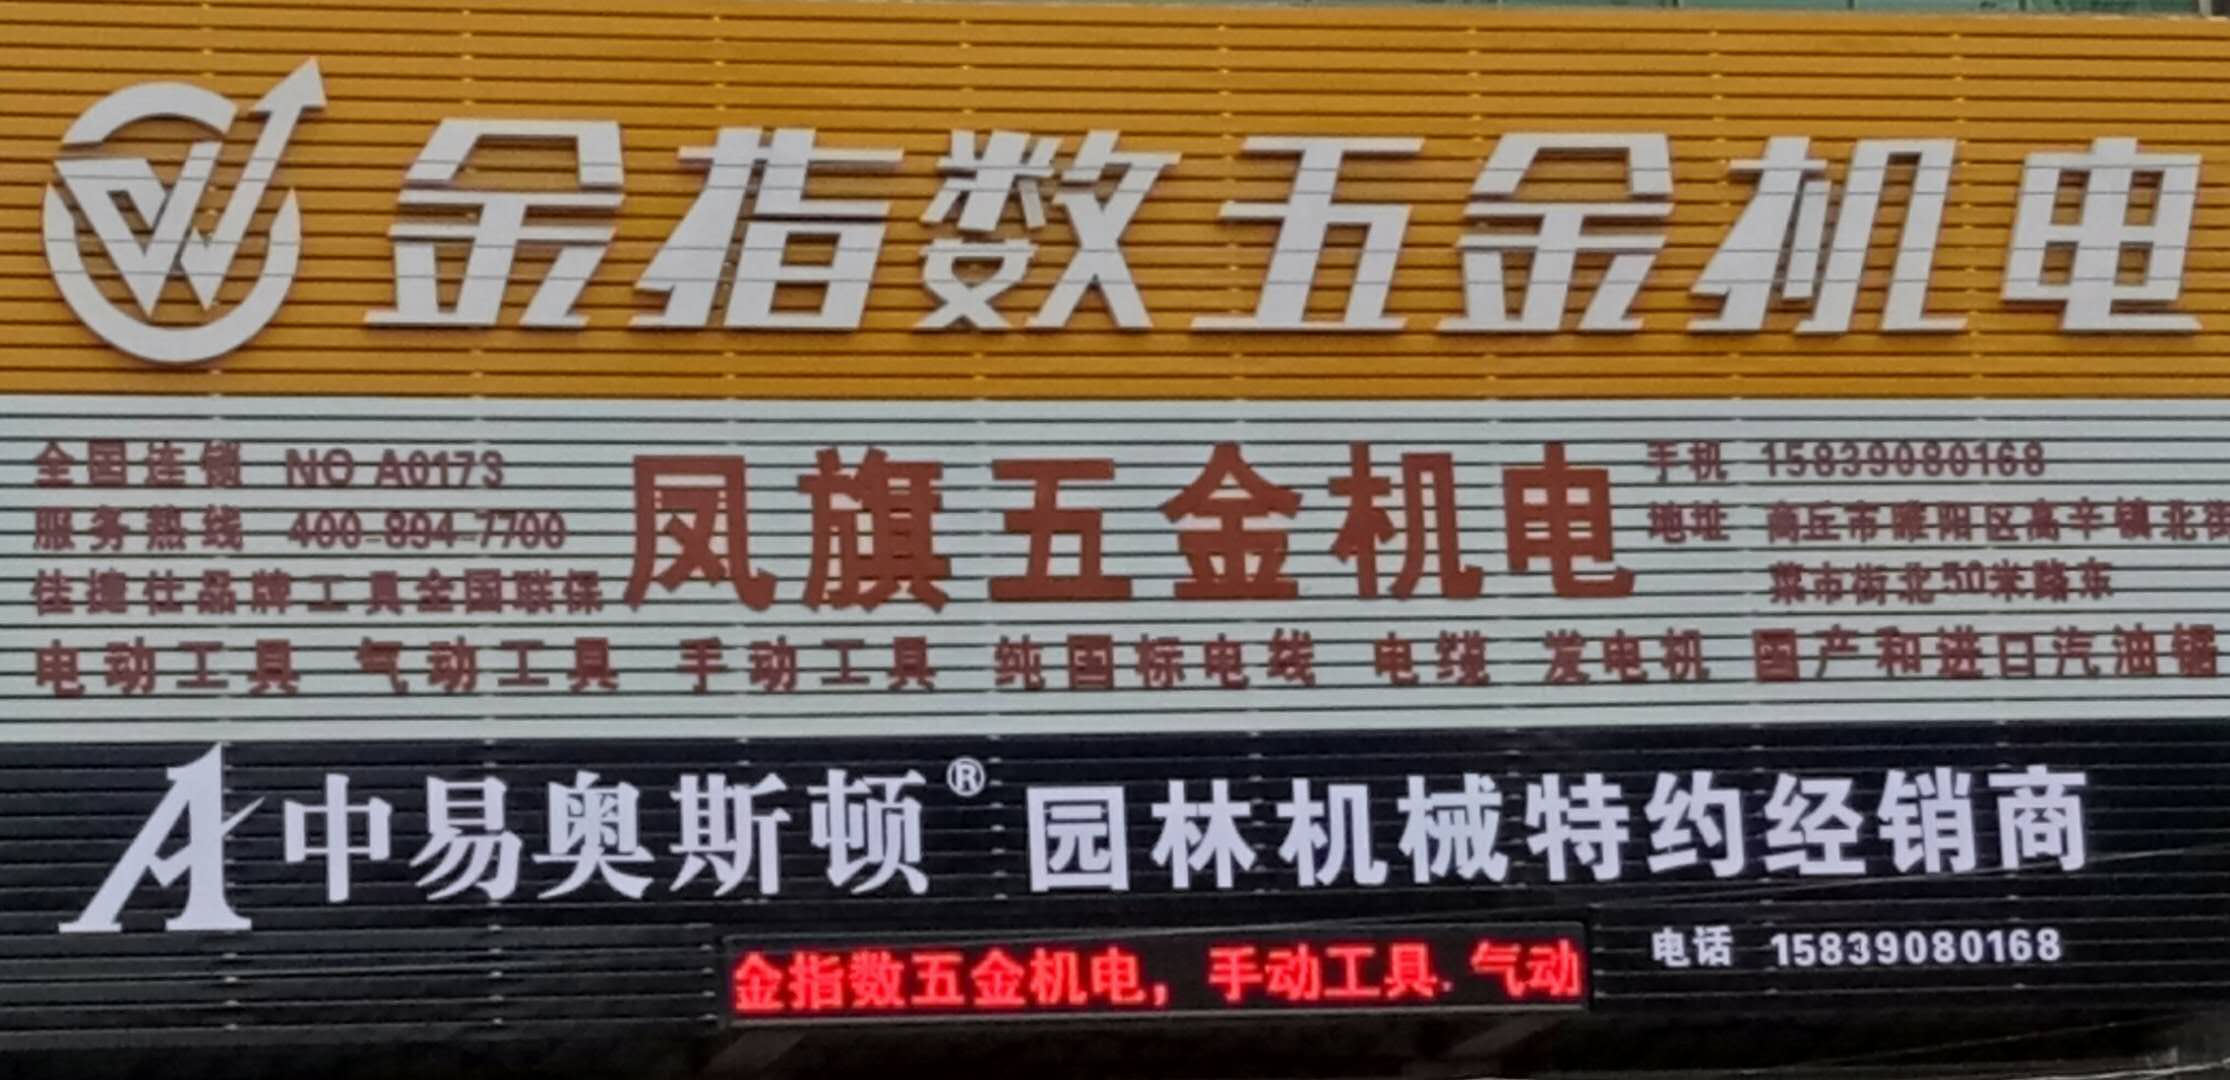 金指数五金机电
全国连锁 NO A0173
服务热线 400-894-7700
佳捷仕品牌工具全国联保
凤旗五金机电
手机 15839080168
地址 商丘市睢阳区高辛镇北街
菜市街北50米路东
电动工具 气动工具 手动工具 纯国标电线 电缆 发电机 国产和进口汽油锯
中易奥斯顿® 园林机械特约经销商
金指数五金机电，手动工具.气动
电话 15839080168